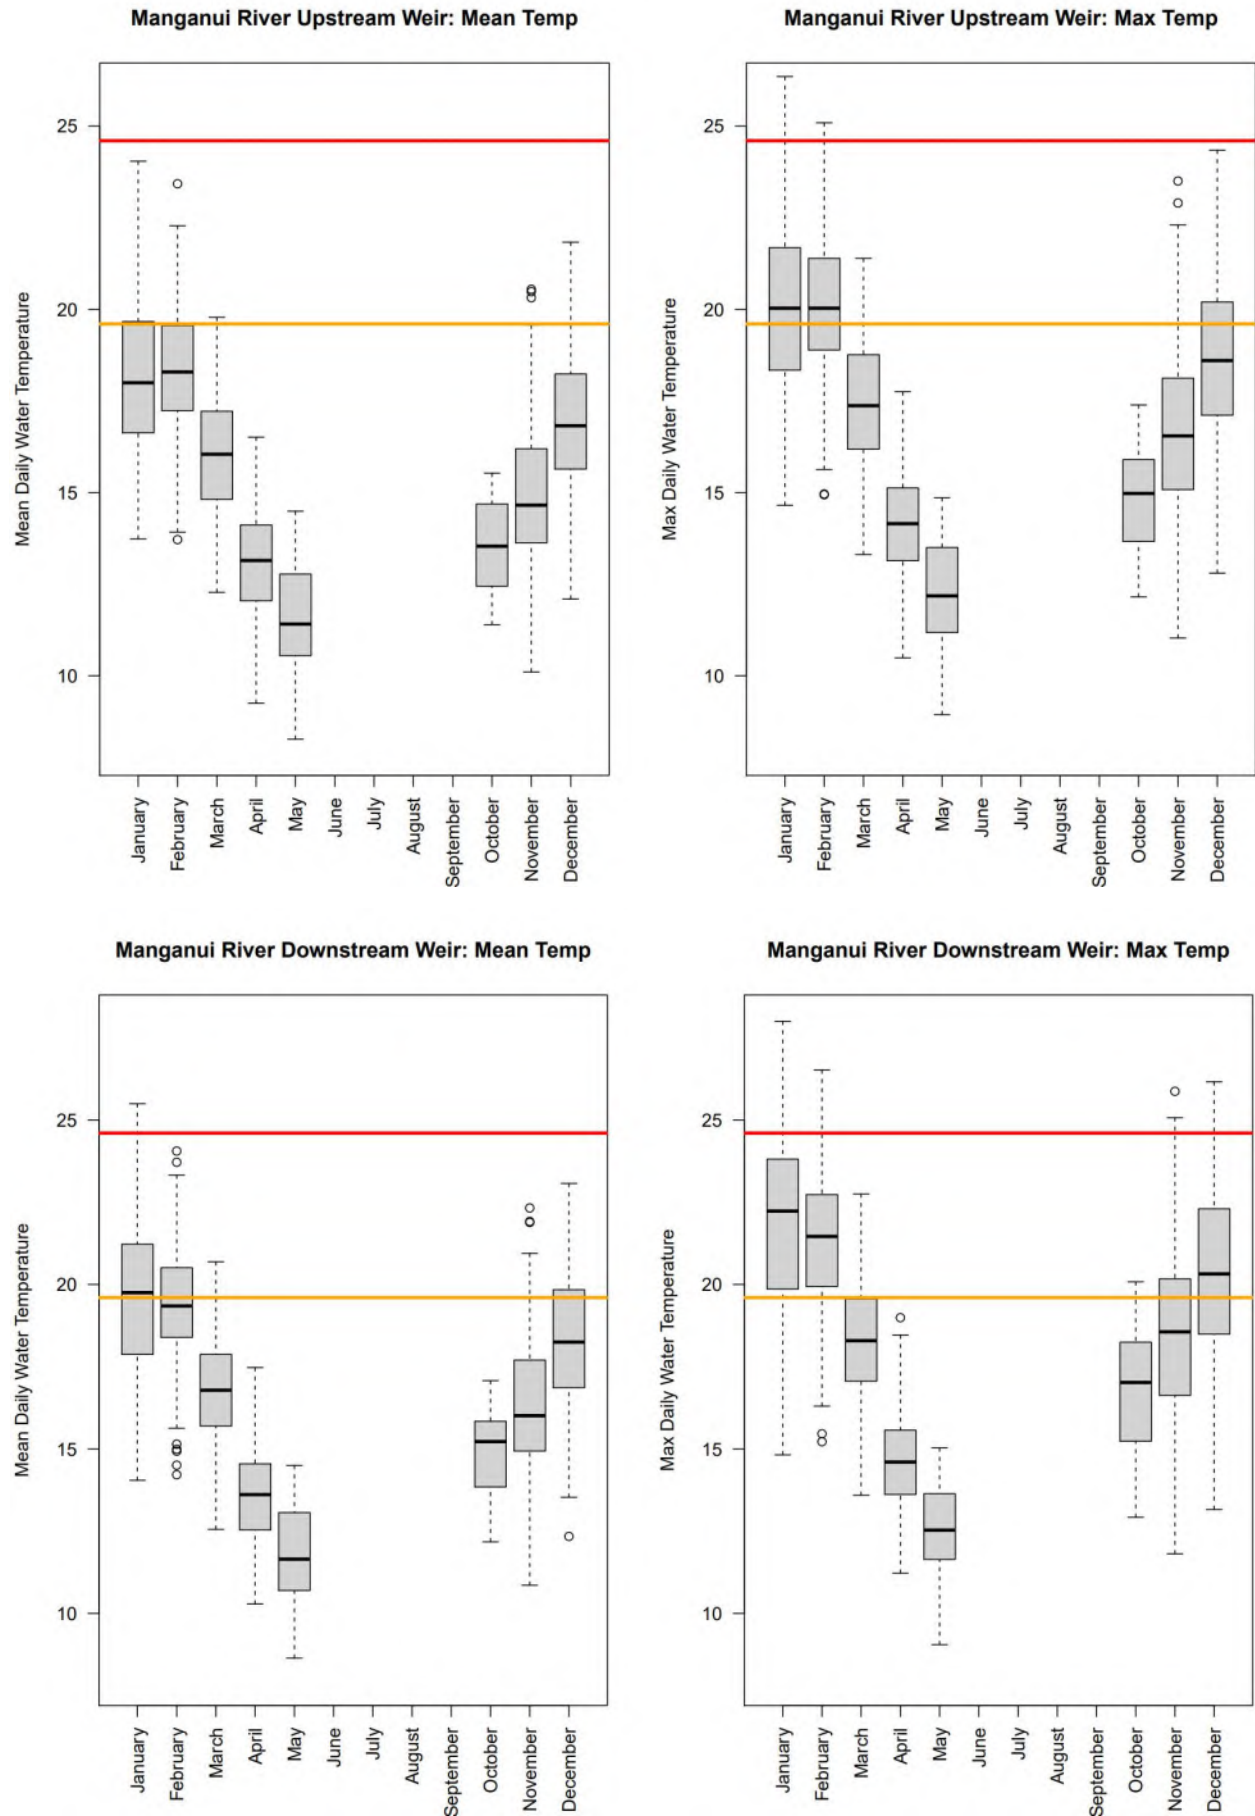 Manganui River Upstream Weir: Mean Temp
Mean Daily Water Temperature
25
20
15
10
January
February
March
April
May
June
July
August
September
October
November
December
Manganui River Upstream Weir: Max Temp
Max Daily Water Temperature
25
20
15
10
January
February
March
April
May
June
July
August
September
October
November
December
Manganui River Downstream Weir: Mean Temp
Mean Daily Water Temperature
25
20
15
10
January
February
March
April
May
June
July
August
September
October
November
December
Manganui River Downstream Weir: Max Temp
Max Daily Water Temperature
25
20
15
10
January
February
March
April
May
June
July
August
September
October
November
December